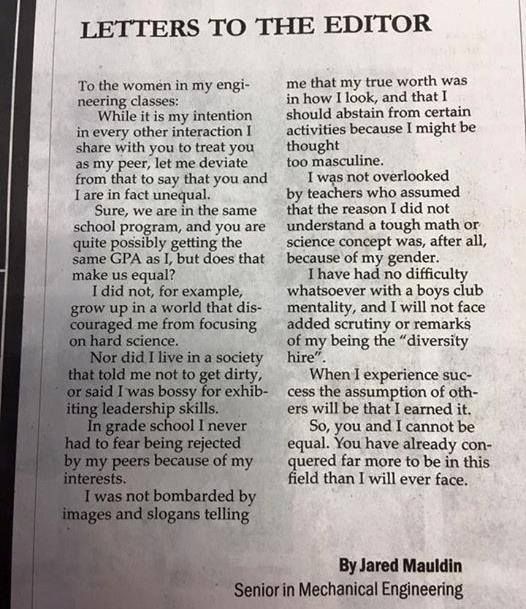 LETTERS TO THE EDITOR
To the women in my engi-
neering classes:
While it is my intention
in every other interaction I
share with you to treat you
as my peer, let me deviate
from that to say that you and
I are in fact unequal.
Sure, we are in the same
school program, and you are
quite possibly getting the
same GPA as I, but does that
make us equal?
I did not, for example,
grow up in a world that dis-
couraged me from focusing
on hard science.
Nor did I live in a society
that told me not to get dirty,
or said I was bossy for exhib-
iting leadership skills.
In grade school I never
had to fear being rejected
by my peers because of my
interests.
I was not bombarded by
images and slogans telling
me that my true worth was
in how I look, and that I
should abstain from certain
activities because I might be
thought
too masculine.
I was not overlooked
by teachers who assumed
that the reason I did not
understand a tough math or
science concept was, after all,
because of my gender.
I have had no difficulty
whatsoever with a boys club
mentality, and I will not face
added scrutiny or remarks
of my being the “diversity
hire”.
When I experience suc-
cess the assumption of oth-
ers will be that I earned it.
So, you and I cannot be
equal. You have already con-
quered far more to be in this
field than I will ever face.
By Jared Mauldin
Senior in Mechanical Engineering